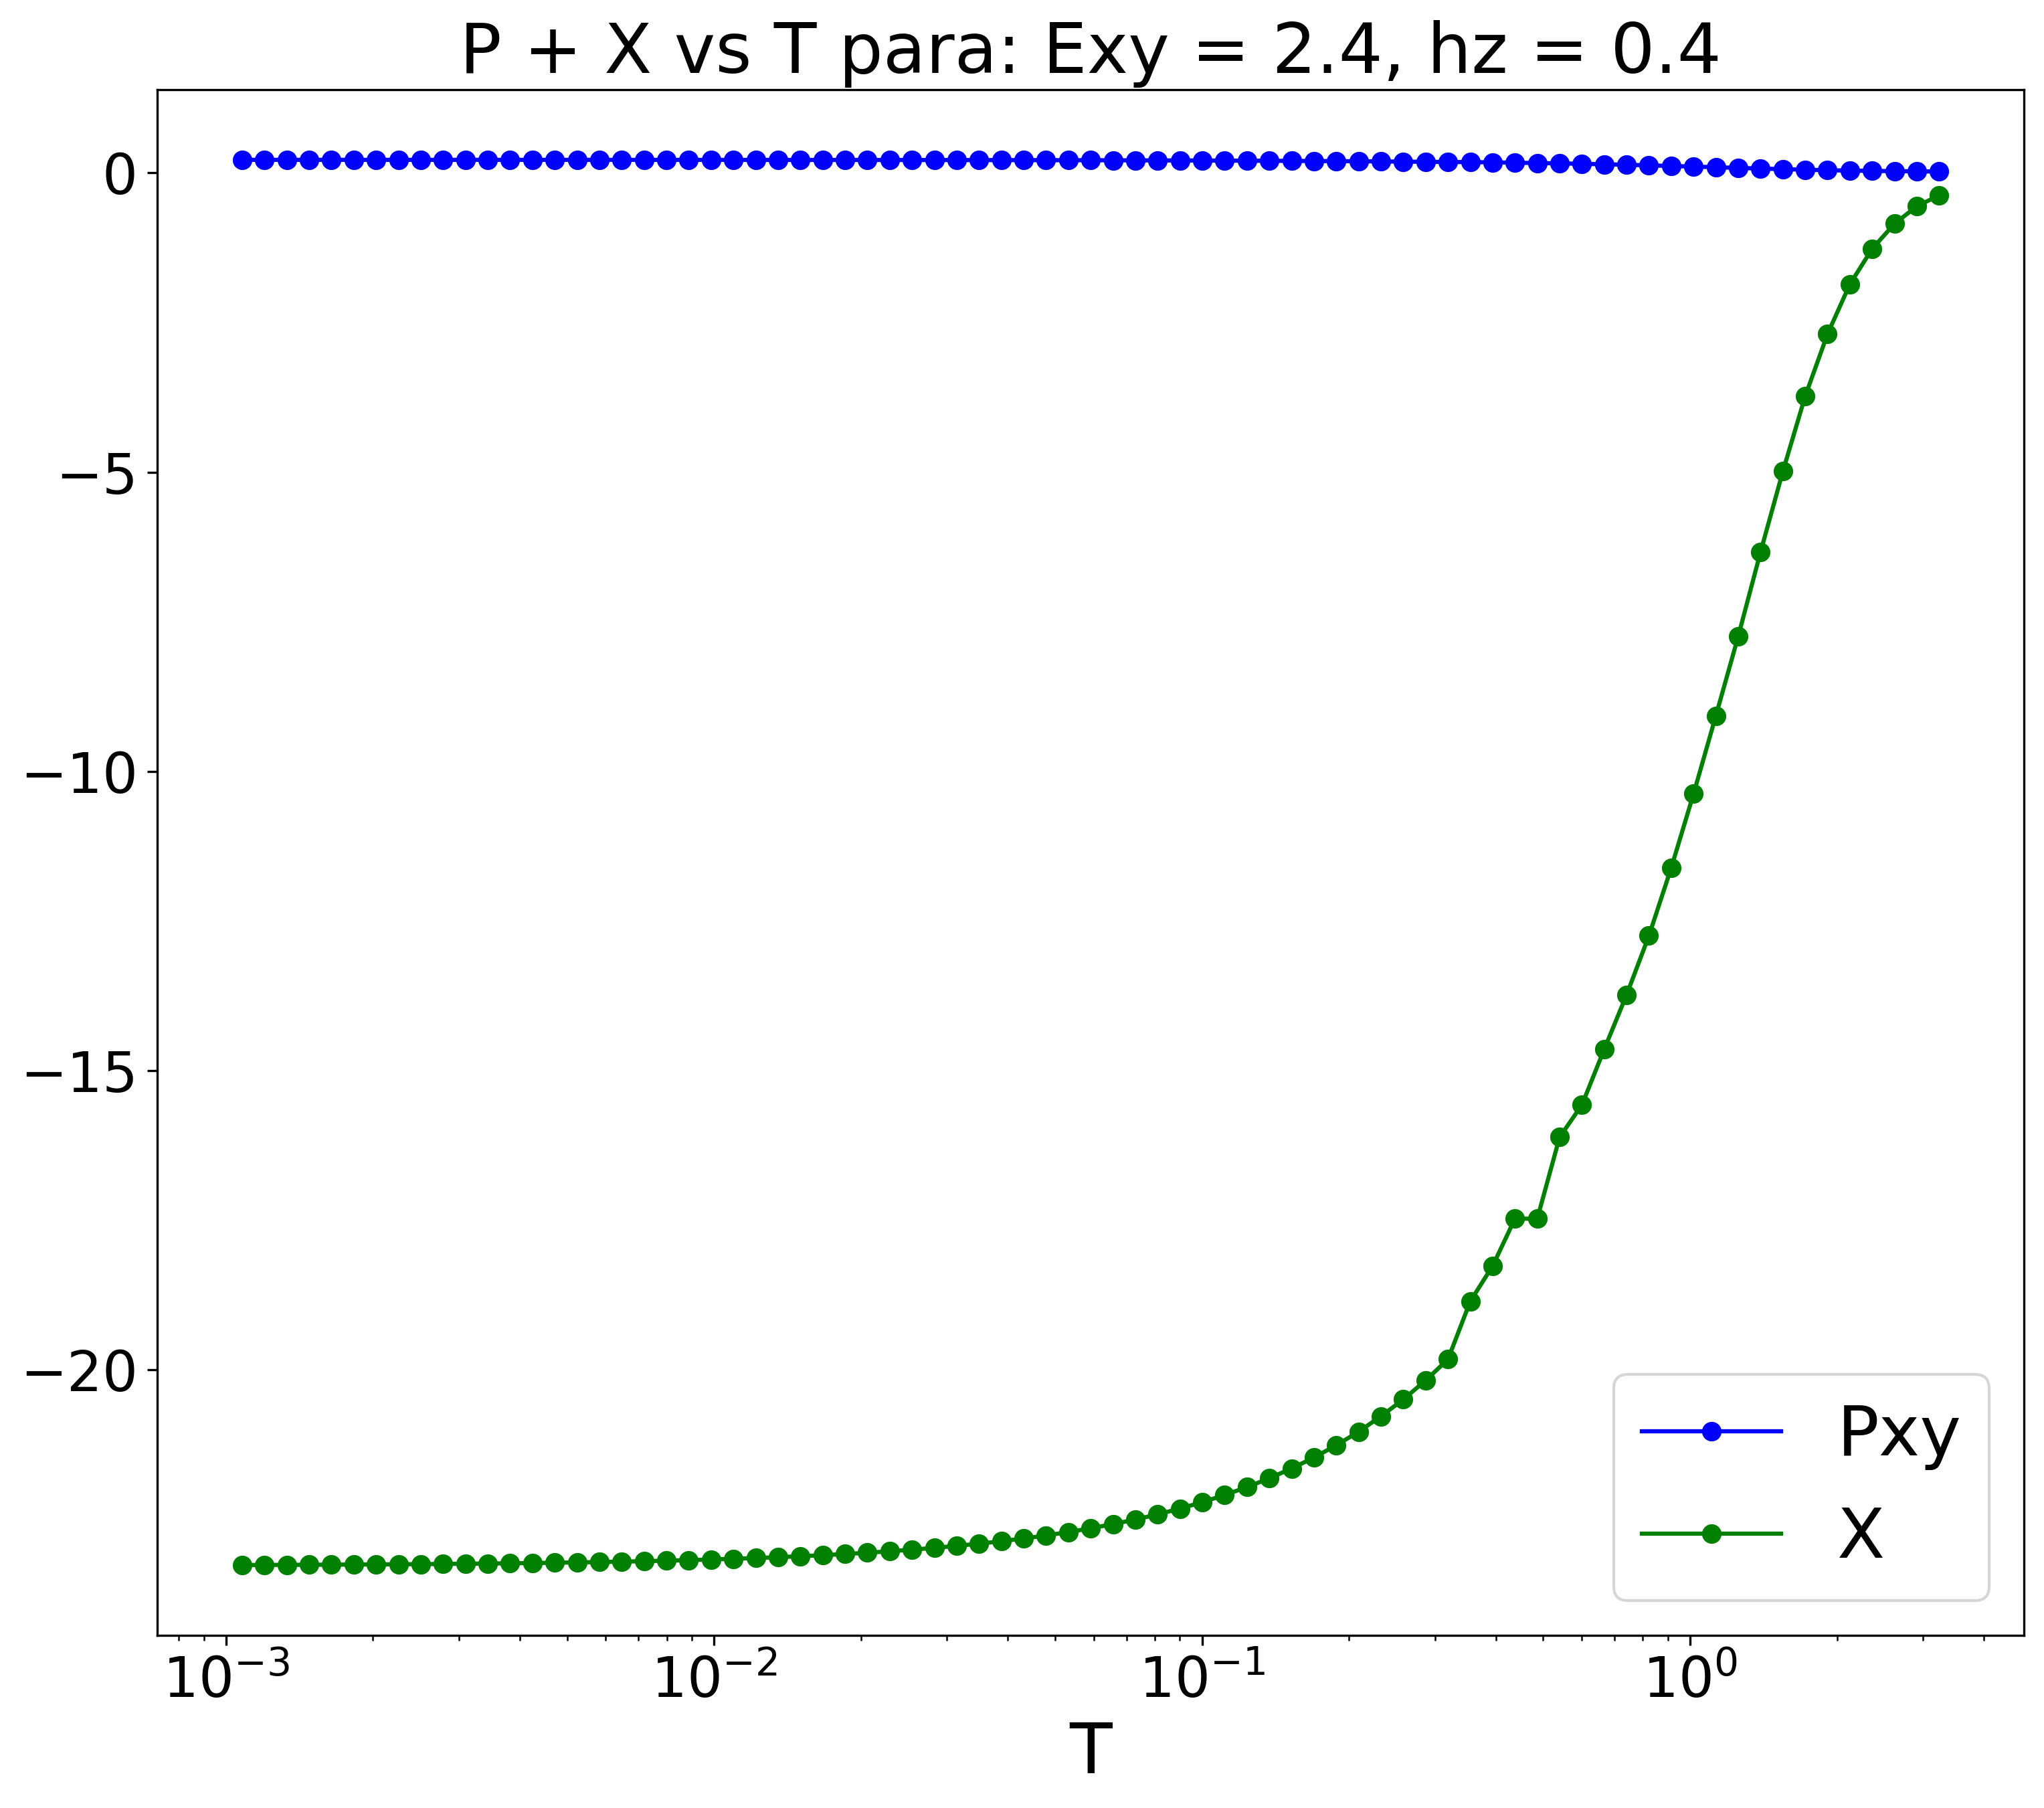 P + X vs T para: Exy = 2.4, hz = 0.4
0
−5
−10
−15
−20
Pxy
X
10⁻³ 10⁻² 10⁻¹ 10⁰
T